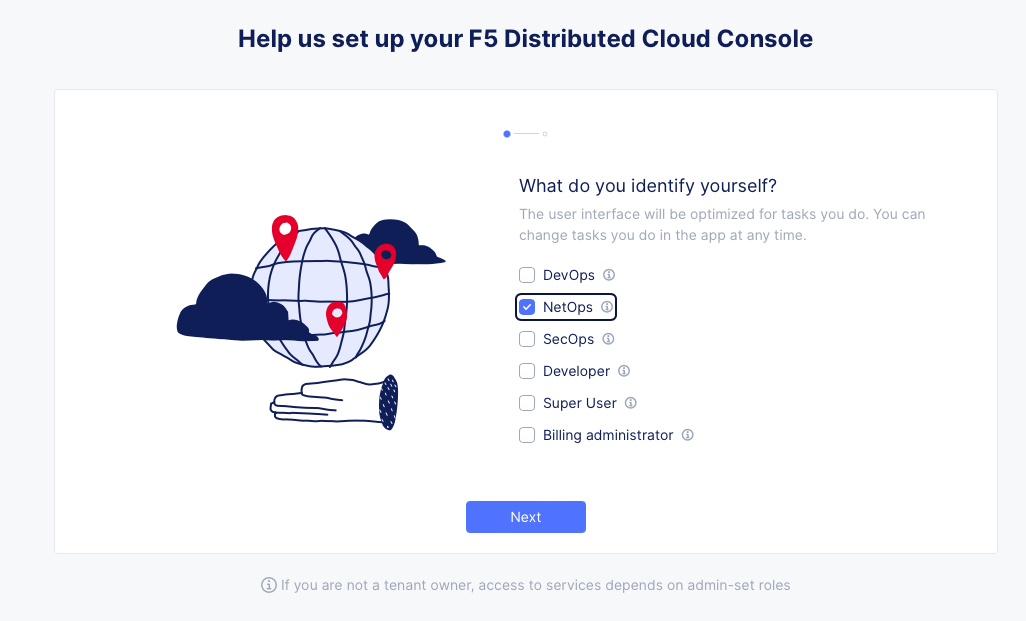 Help us set up your F5 Distributed Cloud Console
What do you identify yourself?
The user interface will be optimized for tasks you do. You can
change tasks you do in the app at any time.
DevOps
NetOps
SecOps
Developer
Super User
Billing administrator
Next
If you are not a tenant owner, access to services depends on admin-set roles